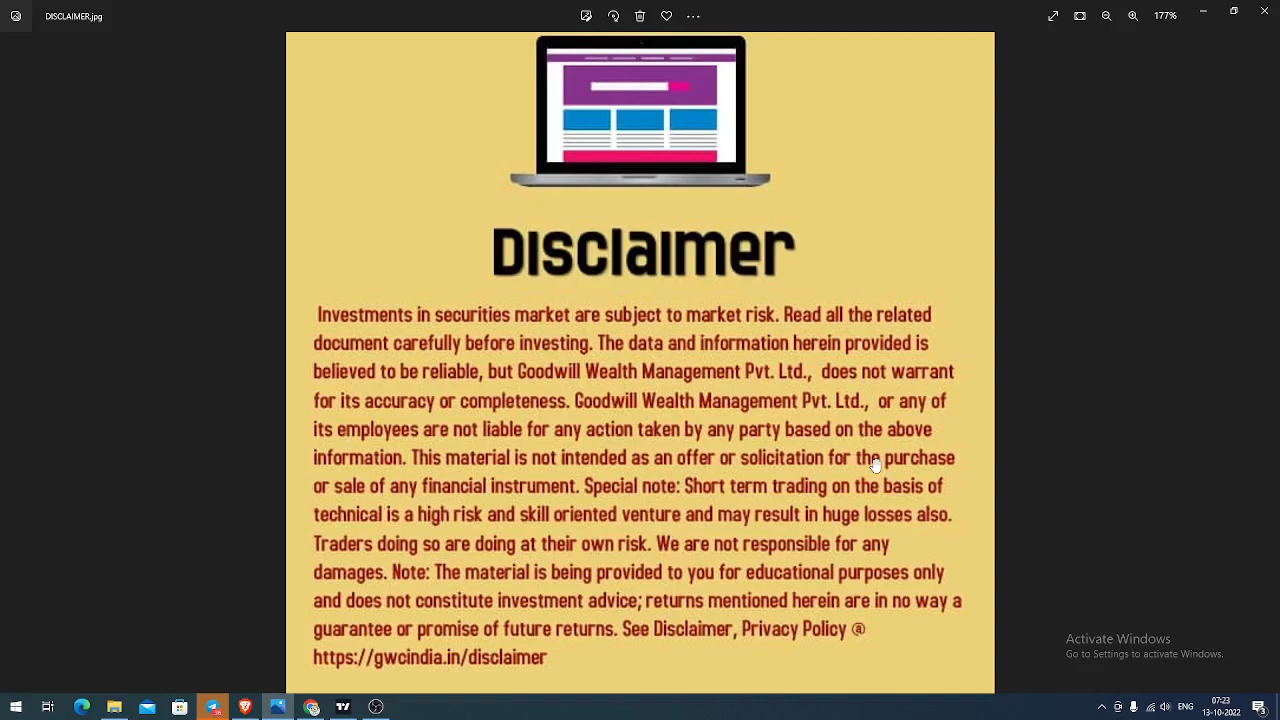 DISCLAIMER.jpg
171%
Disclaimer
Investments in securities market are subject to market risk. Read all the related
document carefully before investing. The data and information herein provided is
believed to be reliable, but Goodwill Wealth Management Pvt. Ltd., does not warrant
for its accuracy or completeness. Goodwill Wealth Management Pvt. Ltd., or any of
its employees are not liable for any action taken by any party based on the above
information. This material is not intended as an offer or solicitation for the purchase
or sale of any financial instrument. Special note: Short term trading on the basis of
technical is a high risk and skill oriented venture and may result in huge losses also.
Traders doing so are doing at their own risk. We are not responsible for any
damages. Note: The material is being provided to you for educational purposes only
and does not constitute investment advice; returns mentioned herein are in no way a
guarantee or promise of future returns. See Disclaimer, Privacy Policy @
https://gwcindia.in/disclaimer
Activate Windows
Go to Settings to activate Windows.
07:23
13-10-2022